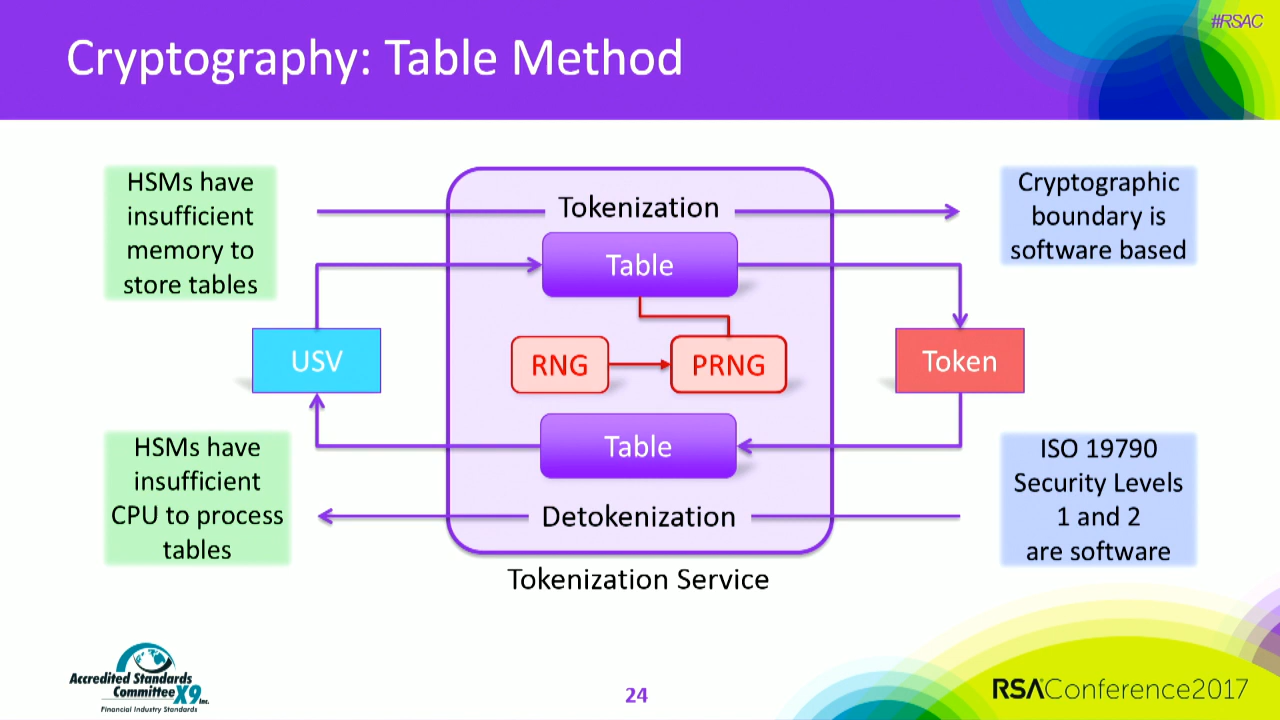 #RSAC
Cryptography: Table Method
HSMs have
insufficient
memory to
store tables
Tokenization
Cryptographic
boundary is
software based
Table
USV
RNG
PRNG
Token
Table
HSMs have
insufficient
CPU to process
tables
Detokenization
ISO 19790
Security Levels
1 and 2
are software
Tokenization Service
Accredited Standards
Committee X9 Inc.
Financial Industry Standards
24
RSAConference2017